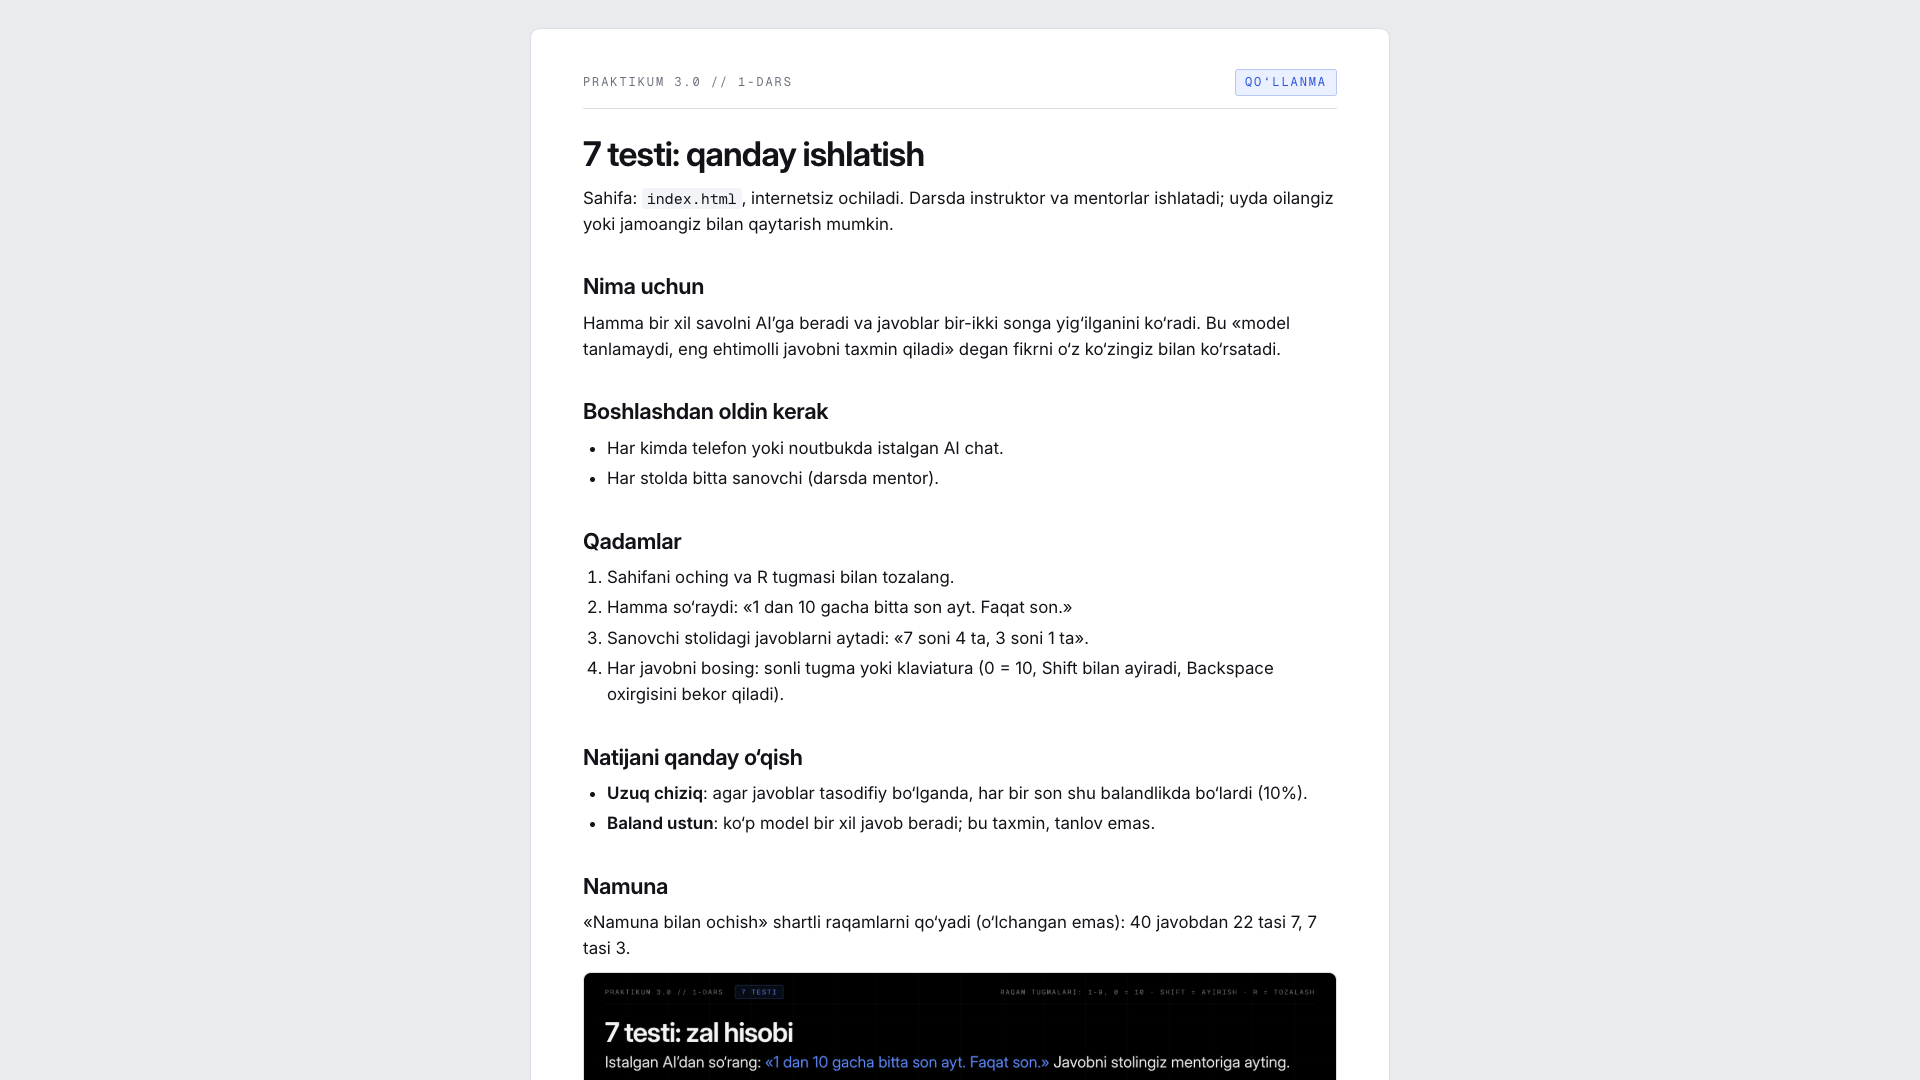 PRAKTIKUM 3.0 // 1-DARS
QO‘LLANMA
7 testi: qanday ishlatish
Sahifa: index.html, internetsiz ochiladi. Darsda instruktor va mentorlar ishlatadi; uyda oilangiz
yoki jamoangiz bilan qaytarish mumkin.
Nima uchun
Hamma bir xil savolni AI’ga beradi va javoblar bir-ikki songa yig‘ilganini ko‘radi. Bu «model
tanlamaydi, eng ehtimolli javobni taxmin qiladi» degan fikrni o‘z ko‘zingiz bilan ko‘rsatadi.
Boshlashdan oldin kerak
• Har kimda telefon yoki noutbukda istalgan AI chat.
• Har stolda bitta sanovchi (darsda mentor).
Qadamlar
1. Sahifani oching va R tugmasi bilan tozalang.
2. Hamma so‘raydi: «1 dan 10 gacha bitta son ayt. Faqat son.»
3. Sanovchi stolidagi javoblarni aytadi: «7 soni 4 ta, 3 soni 1 ta».
4. Har javobni bosing: sonli tugma yoki klaviatura (0 = 10, Shift bilan ayiradi, Backspace
oxirgisini bekor qiladi).
Natijani qanday o‘qish
• Uzuq chiziq: agar javoblar tasodifiy bo‘lganda, har bir son shu balandlikda bo‘lardi (10%).
• Baland ustun: ko‘p model bir xil javob beradi; bu taxmin, tanlov emas.
Namuna
«Namuna bilan ochish» shartli raqamlarni qo‘yadi (o‘lchangan emas): 40 javobdan 22 tasi 7, 7
tasi 3.
PRAKTIKUM 3.0 // 1-DARS
7 TESTI
RAQAM TUGMALARI: 1-9, 0 = 10 · SHIFT = AYIRISH · R = TOZALASH
7 testi: zal hisobi
Istalgan AI’dan so‘rang: «1 dan 10 gacha bitta son ayt. Faqat son.» Javobni stolingiz mentoriga ayting.